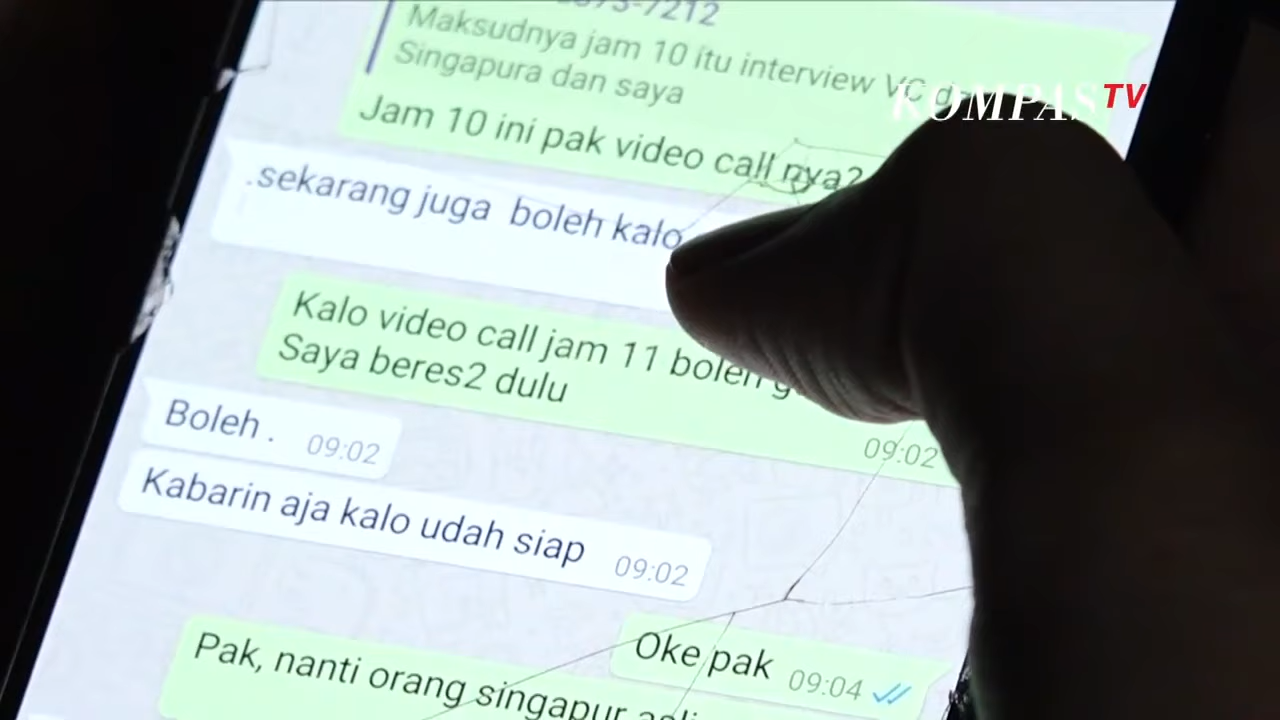 -7212
Maksudnya jam 10 itu interview VC
Singapura dan saya
KOMPASTV
Jam 10 ini pak video call nya?
.sekarang juga boleh kalo
Kalo video call jam 11 boleh
Saya beres2 dulu
09:02
Boleh . 09:02
Kabarin aja kalo udah siap 09:02
Oke pak 09:04
Pak, nanti orang singapur